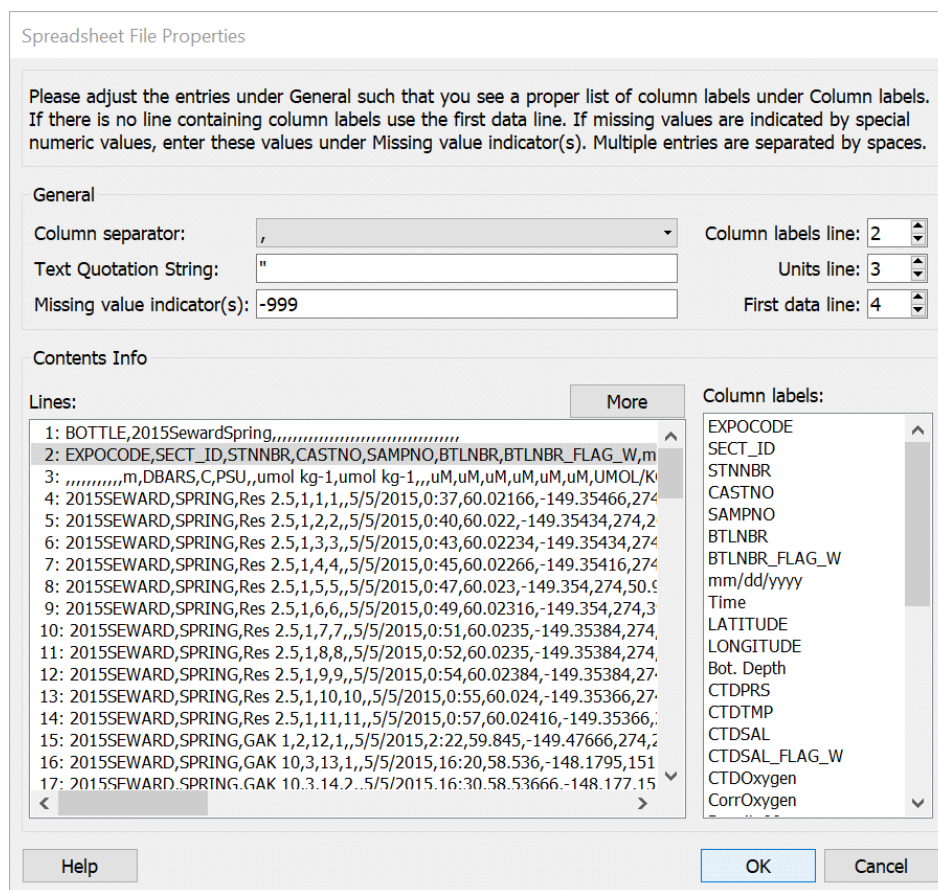 Spreadsheet File Properties
Please adjust the entries under General such that you see a proper list of column labels under Column labels.
If there is no line containing column labels use the first data line. If missing values are indicated by special
numeric values, enter these values under Missing value indicator(s). Multiple entries are separated by spaces.
General
Column separator: , Column labels line: 2
Text Quotation String: " Units line: 3
Missing value indicator(s): -999 First data line: 4
Contents Info
Lines: More
1: BOTTLE,2015SewardSpring,,,,,,,,,,,,,,,,,,,,,,,,,,,,,,,,,,,,,
2: EXPOCODE,SECT_ID,STNNBR,CASTNO,SAMPNO,BTLNBR,BTLNBR_FLAG_W,m
3: ,,,,,,,,,,,m,DBARS,C,PSU,,umol kg-1,umol kg-1,,,uM,uM,uM,uM,uM,uM,UMOL/K
4: 2015SEWARD,SPRING,Res 2.5,1,1,1,,5/5/2015,0:37,60.02166,-149.35466,274
5: 2015SEWARD,SPRING,Res 2.5,1,2,2,,5/5/2015,0:40,60.022,-149.35434,274,2
6: 2015SEWARD,SPRING,Res 2.5,1,3,3,,5/5/2015,0:43,60.02234,-149.35434,274
7: 2015SEWARD,SPRING,Res 2.5,1,4,4,,5/5/2015,0:45,60.02266,-149.35416,274
8: 2015SEWARD,SPRING,Res 2.5,1,5,5,,5/5/2015,0:47,60.023,-149.354,274,50.9
9: 2015SEWARD,SPRING,Res 2.5,1,6,6,,5/5/2015,0:49,60.02316,-149.354,274,3
10: 2015SEWARD,SPRING,Res 2.5,1,7,7,,5/5/2015,0:51,60.0235,-149.35384,274,
11: 2015SEWARD,SPRING,Res 2.5,1,8,8,,5/5/2015,0:52,60.0235,-149.35384,274,
12: 2015SEWARD,SPRING,Res 2.5,1,9,9,,5/5/2015,0:54,60.02384,-149.35384,27
13: 2015SEWARD,SPRING,Res 2.5,1,10,10,,5/5/2015,0:55,60.024,-149.35366,27
14: 2015SEWARD,SPRING,Res 2.5,1,11,11,,5/5/2015,0:57,60.02416,-149.35366,
15: 2015SEWARD,SPRING,GAK 1,2,12,1,,5/5/2015,2:22,59.845,-149.47666,274,2
16: 2015SEWARD,SPRING,GAK 10,3,13,1,,5/5/2015,16:20,58.536,-148.1795,151
17: 2015SEWARD,SPRING,GAK 10,3,14,2,,5/5/2015,16:30,58.53666,-148.177,15
Column labels:
EXPOCODE
SECT_ID
STNNBR
CASTNO
SAMPNO
BTLNBR
BTLNBR_FLAG_W
mm/dd/yyyy
Time
LATITUDE
LONGITUDE
Bot. Depth
CTDPRS
CTDTMP
CTDSAL
CTDSAL_FLAG_W
CTDOxygen
CorrOxygen
Help OK Cancel